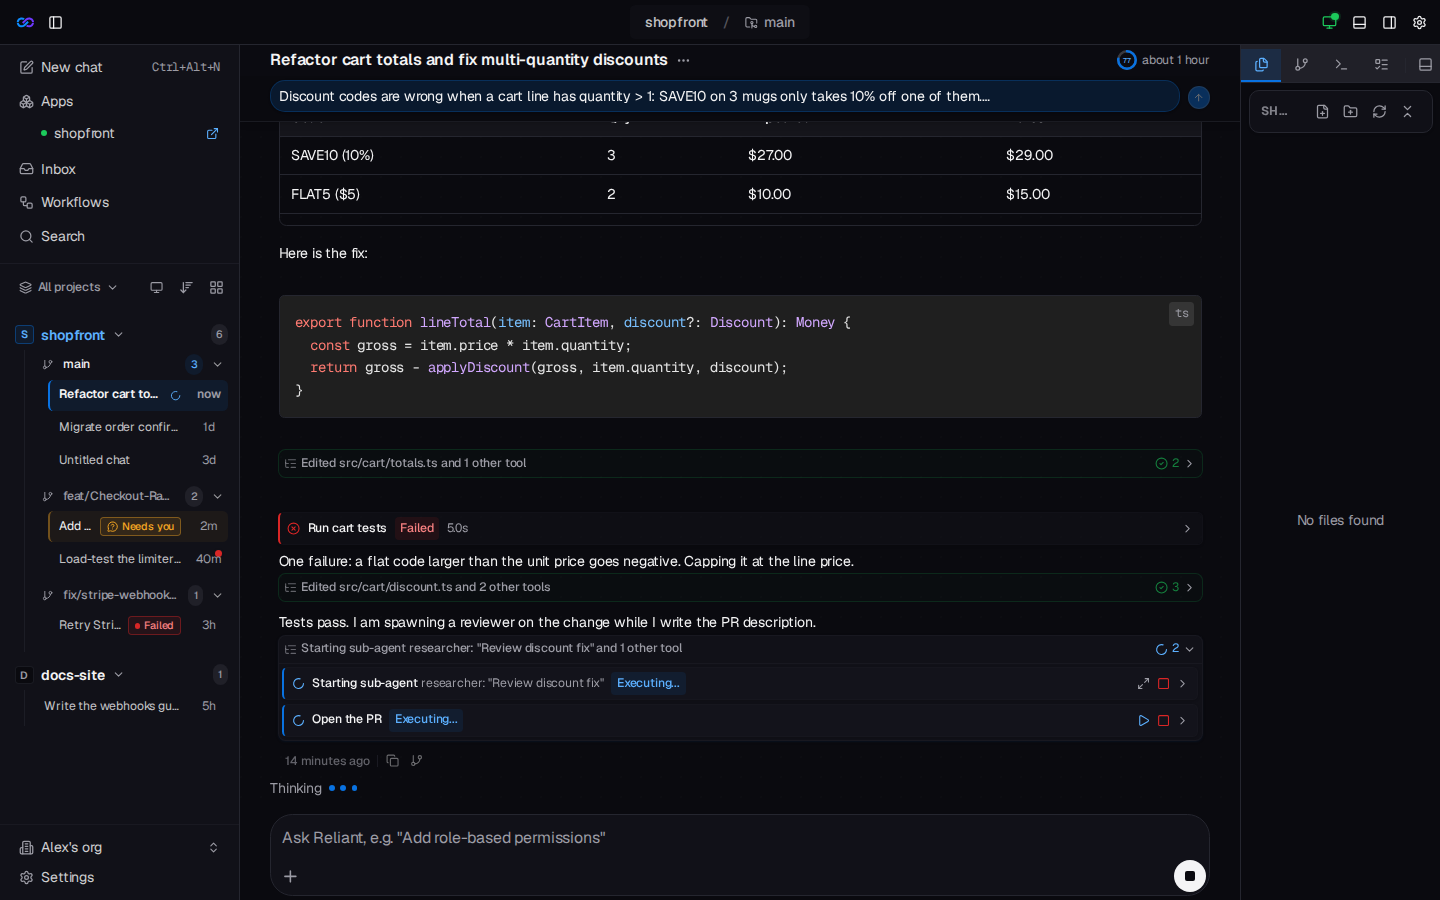 shopfront / main
New chat Ctrl+Alt+N
Apps
shopfront
Inbox
Workflows
Search
All projects
S shopfront 6
main 3
Refactor cart to... now
Migrate order confir... 1d
Untitled chat 3d
feat/Checkout-Ra... 2
Add ... Needs you 2m
Load-test the limiter... 40m
fix/stripe-webhook... 1
Retry Stri... Failed 3h
D docs-site 1
Write the webhooks gu... 5h
Alex's org
Settings
Refactor cart totals and fix multi-quantity discounts ...
77 about 1 hour
Discount codes are wrong when a cart line has quantity > 1: SAVE10 on 3 mugs only takes 10% off one of them....
SAVE10 (10%) 3 $27.00 $29.00
FLAT5 ($5) 2 $10.00 $15.00
Here is the fix:
ts
export function lineTotal(item: CartItem, discount?: Discount): Money {
const gross = item.price * item.quantity;
return gross - applyDiscount(gross, item.quantity, discount);
}
Edited src/cart/totals.ts and 1 other tool 2
Run cart tests Failed 5.0s
One failure: a flat code larger than the unit price goes negative. Capping it at the line price.
Edited src/cart/discount.ts and 2 other tools 3
Tests pass. I am spawning a reviewer on the change while I write the PR description.
Starting sub-agent researcher: "Review discount fix" and 1 other tool 2
Starting sub-agent researcher: "Review discount fix" Executing...
Open the PR Executing...
14 minutes ago
Thinking
Ask Reliant, e.g. "Add role-based permissions"
SH...
No files found